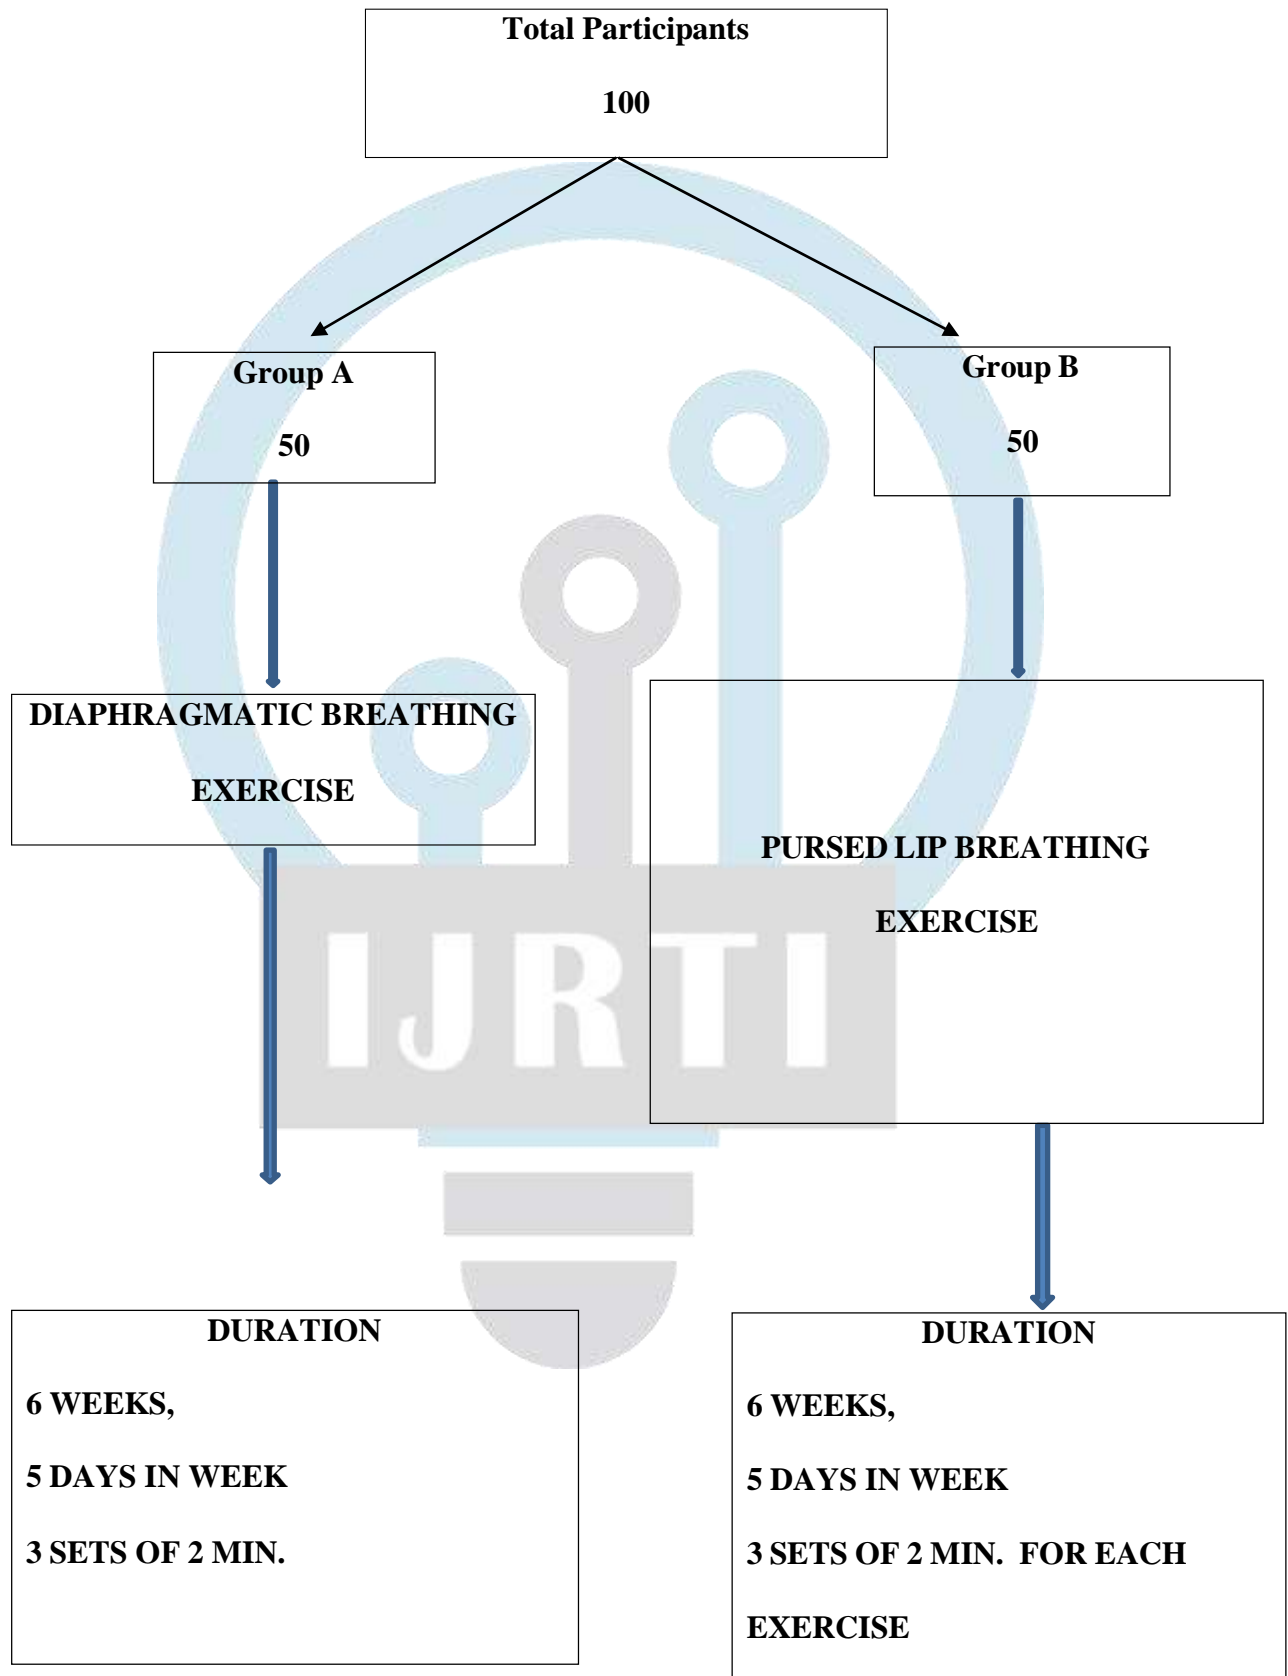 Total Participants
100
Group A
50
Group B
50
DIAPHRAGMATIC BREATHING
EXERCISE
PURSED LIP BREATHING
EXERCISE
IJRTI
DURATION
6 WEEKS,
5 DAYS IN WEEK
3 SETS OF 2 MIN.
DURATION
6 WEEKS,
5 DAYS IN WEEK
3 SETS OF 2 MIN.  FOR EACH
EXERCISE